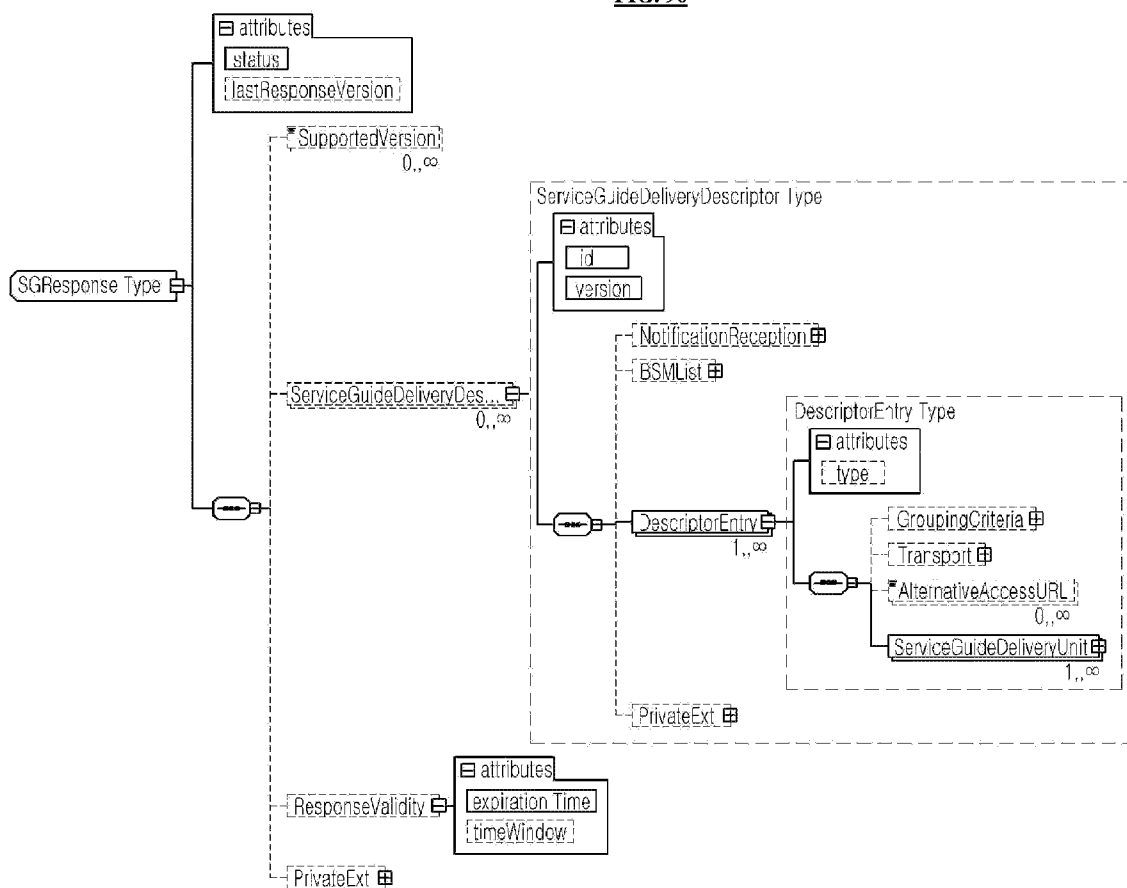 attributes
status
lastResponseVersion
SupportedVersion
0,,∞
ServiceGuideDeliveryDescriptor Type
attributes
id
version
SGResponse Type
NotificationReception
BSMList
ServiceGuideDeliveryDes...
0,,∞
DescriptorEntry Type
attributes
type
DescriptorEntry
1,,∞
GroupingCriteria
Transport
AlternativeAccessURL
0,,∞
ServiceGuideDeliveryUnit
1,,∞
PrivateExt
attributes
expiration Time
timeWindow
ResponseValidity
PrivateExt